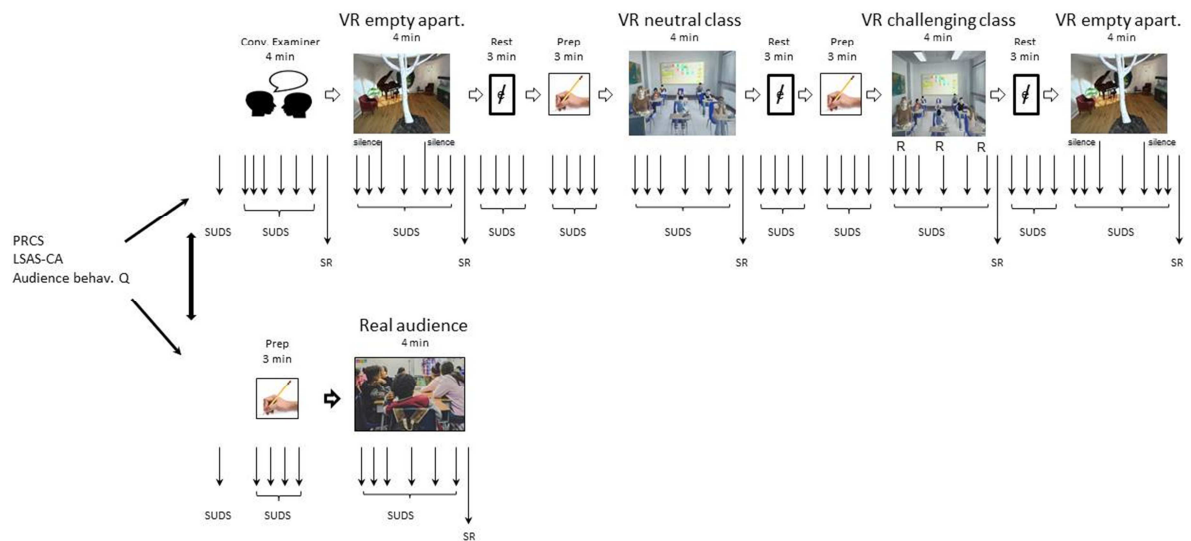 VR empty apart.
4 min
VR neutral class
4 min
VR challenging class
4 min
VR empty apart.
4 min
Conv. Examiner
4 min
Rest
3 min
Prep
3 min
Rest
3 min
Prep
3 min
Rest
3 min
silence
silence
R R R
silence
silence
SUDS
SUDS
SUDS
SUDS
SUDS
SUDS
SUDS
SUDS
SUDS
SUDS
SUDS
SR
SR
SR
SR
SR
PRCS
LSAS-CA
Audience behav. Q
Real audience
4 min
Prep
3 min
SUDS
SUDS
SUDS
SR